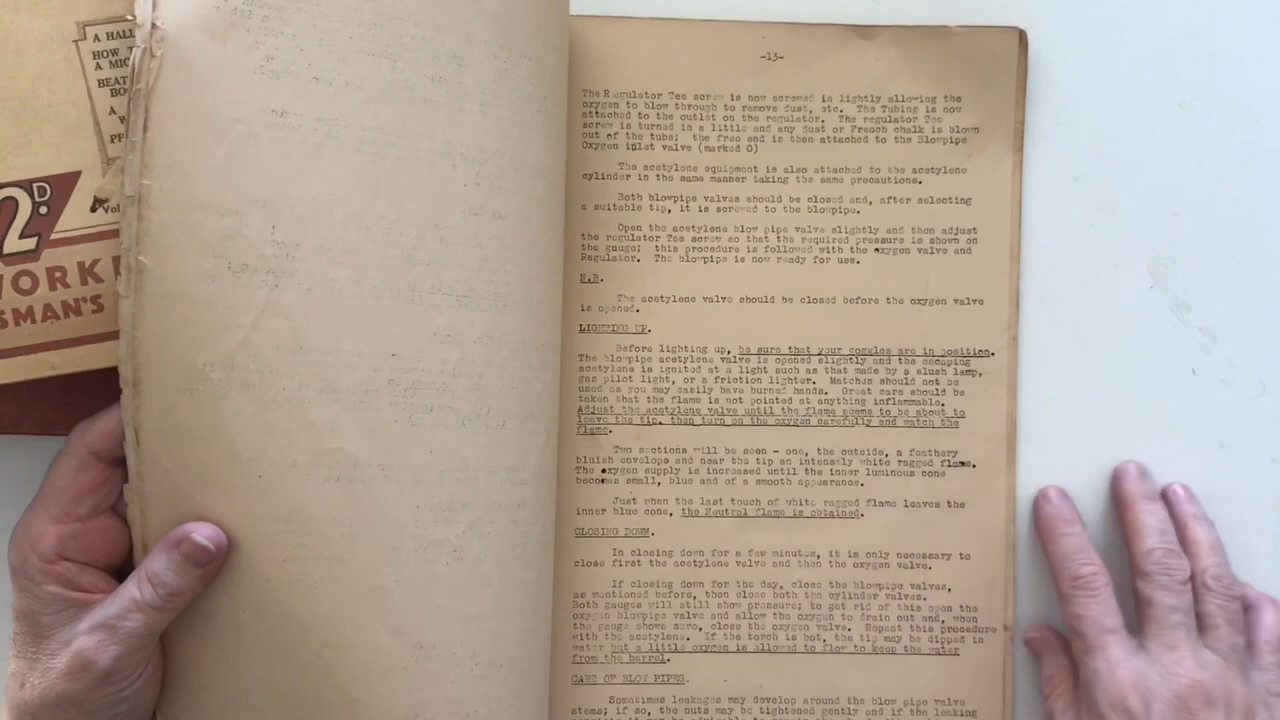 A HALL
HOW T
A MIC
BEAT
BO
A
W
PR
2D.
Vol
WORK
SMAN'S
-13-
The Regulator Tee screw is now screwed in lightly allowing the
oxygen to blow through to remove dust, etc. The Tubing is now
attached to the outlet on the regulator. The regulator Tee
screw is turned in a little and any dust or French chalk is blown
out of the tube; the free end is then attached to the Blowpipe
Oxygen inlet valve (marked O)
The acetylene equipment is also attached to the acetylene
cylinder in the same manner taking the same precautions.
Both blowpipe valves should be closed and, after selecting
a suitable tip, it is screwed to the blowpipe.
Open the acetylene blow pipe valve slightly and then adjust
the regulator Tee screw so that the required pressure is shown on
the gauge; this procedure is followed with the oxygen valve and
Regulator. The blowpipe is now ready for use.
N.B.
The acetylene valve should be closed before the oxygen valve
is opened.
LIGHTING UP.
Before lighting up, be sure that your goggles are in position.
The blowpipe acetylene valve is opened slightly and the escaping
acetylene is ignited at a light such as that made by a slush lamp,
gas pilot light, or a friction lighter. Matches should not be
used as you may easily have burned hands. Great care should be
taken that the flame is not pointed at anything inflammable.
Adjust the acetylene valve until the flame seems to be about to
leave the tip, then turn on the oxygen carefully and watch the
flame.
Two sections will be seen - one, the outside, a feathery
bluish envelope and near the tip an intensely white ragged flame.
The oxygen supply is increased until the inner luminous cone
becomes small, blue and of a smooth appearance.
Just when the last touch of white ragged flame leaves the
inner blue cone, the Neutral flame is obtained.
CLOSING DOWN.
In closing down for a few minutes, it is only necessary to
close first the acetylene valve and then the oxygen valve.
If closing down for the day, close the blowpipe valves,
as mentioned before, then close both the cylinder valves.
Both gauges will still show pressure; to get rid of this open the
oxygen blowpipe valve and allow the oxygen to drain out and, when
the gauge shows zero, close the oxygen valve. Repeat this procedure
with the acetylene. If the torch is hot, the tip may be dipped in
water but a little oxygen is allowed to flow to keep the water
from the barrel.
CARE OF BLOW PIPES.
Sometimes leakages may develop around the blow pipe valve
stems; if so, the nuts may be tightened gently and if the leaking